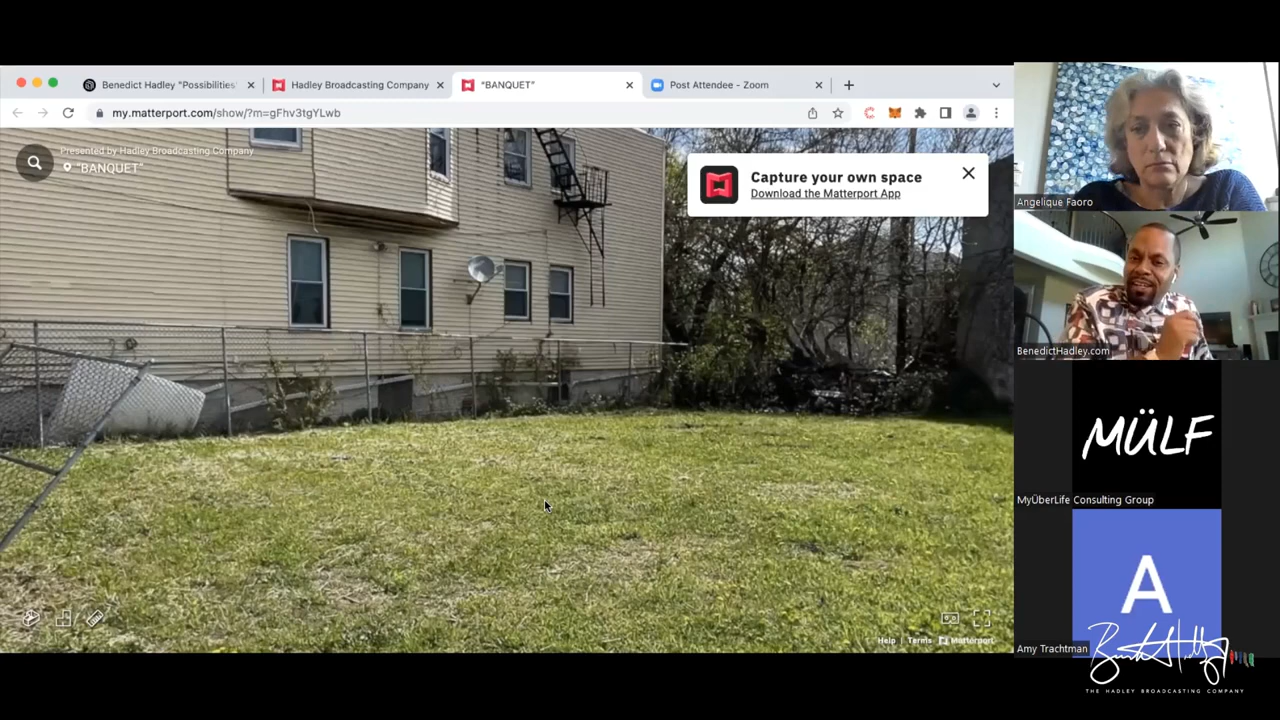 Benedict Hadley "Possibilities"
Hadley Broadcasting Company
"BANQUET"
Post Attendee - Zoom
my.matterport.com/show/?m=gFhv3tgYLwb
Presented by Hadley Broadcasting Company
"BANQUET"
Capture your own space
Download the Matterport App
Angelique Faoro
BenedictHadley.com
MÜLF
MyÜberLife Consulting Group
A
Amy Trachtman
Help
Terms
Matterport
THE HADLEY BROADCASTING COMPANY